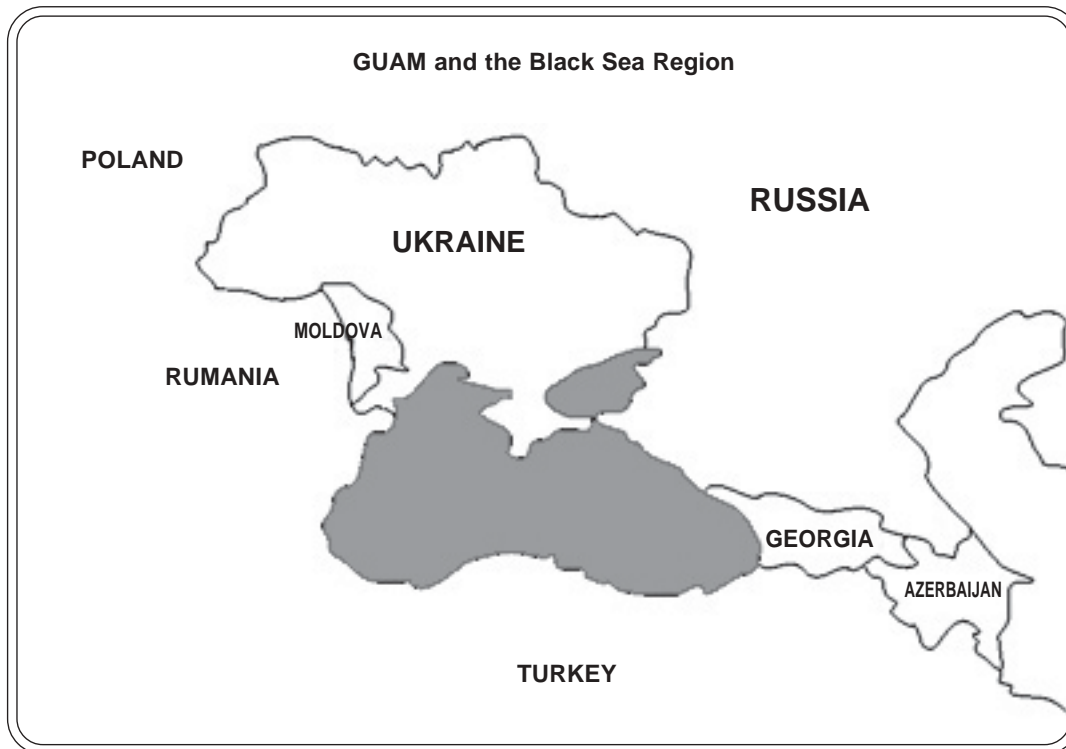 GUAM and the Black Sea Region
POLAND
RUSSIA
UKRAINE
MOLDOVA
RUMANIA
GEORGIA
AZERBAIJAN
TURKEY